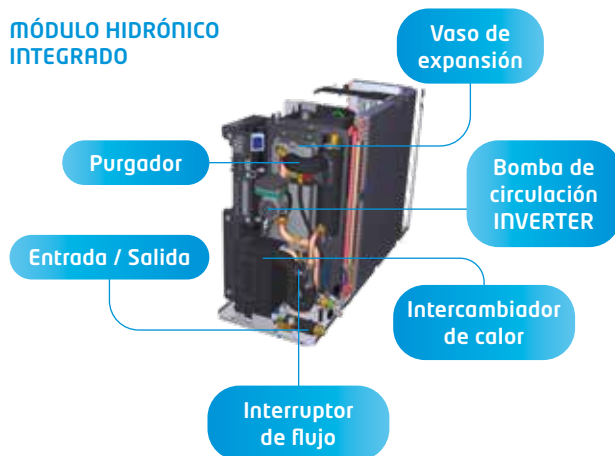 MÓDULO HIDRÓNICO
INTEGRADO
Vaso de
expansión
Purgador
Bomba de
circulación
INVERTER
Entrada / Salida
Intercambiador
de calor
Interruptor
de flujo